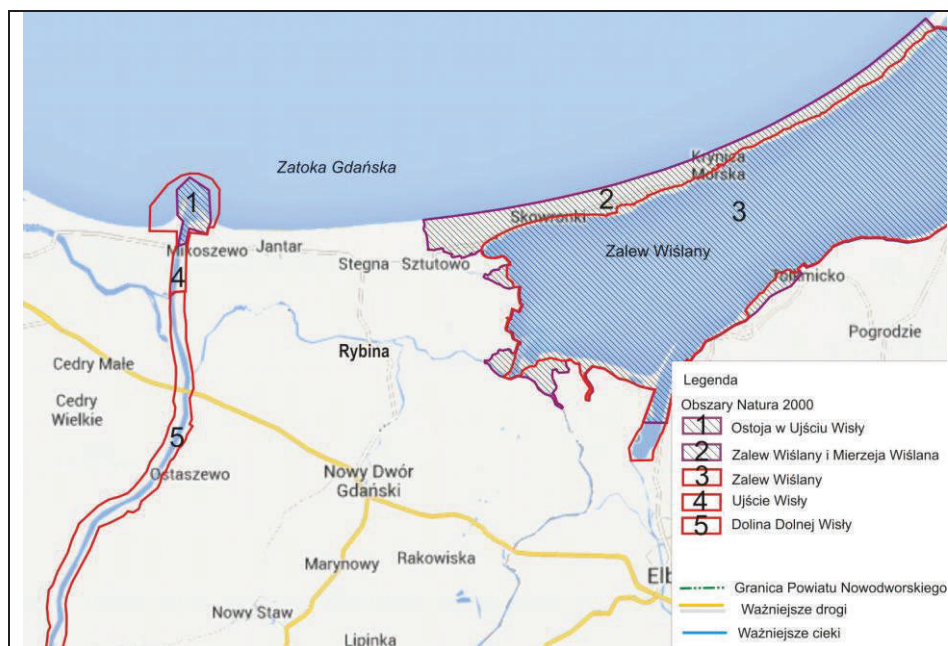 Zatoka Gdańska
1
Mikoszewo
Jantar
4
Stegna
Sztutowo
Skowronki
2
Krynica
Morska
3
Zalew Wiślany
Pogrodzie
Rybina
Cedry Małe
Cedry
Wielkie
5
Ostaszewo
Nowy Dwór
Gdański
Marynowy
Rakowiska
Nowy Staw
Lipinka
Elb
Legenda
Obszary Natura 2000
1 Ostoja w Ujściu Wisły
2 Zalew Wiślany i Mierzeja Wiślana
3 Zalew Wiślany
4 Ujście Wisły
5 Dolina Dolnej Wisły
Granica Powiatu Nowodworskiego
Ważniejsze drogi
Ważniejsze cieki